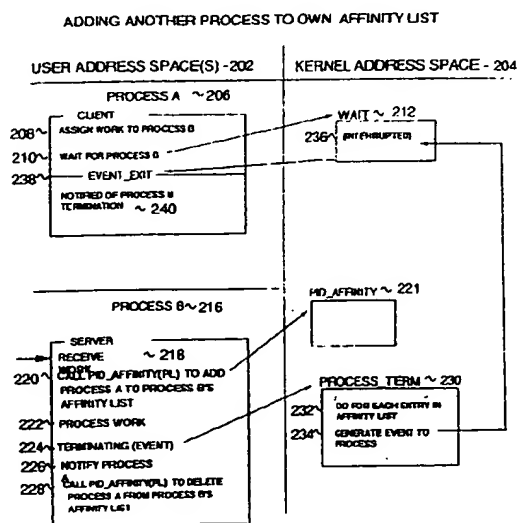 ADDING ANOTHER PROCESS TO OWN AFFINITY LIST
USER ADDRESS SPACE(S) - 202
KERNEL ADDRESS SPACE - 204
PROCESS A ~ 206
CLIENT
208 ~ ASSIGN WORK TO PROCESS B
210 ~ WAIT FOR PROCESS B
238 ~ EVENT_EXIT
NOTIFIED OF PROCESS B
TERMINATION ~ 240
WAIT ~ 212
236 ~ (INTERRUPTED)
PROCESS B ~ 216
SERVER
RECEIVE
WORK
~ 218
220 ~ CALL PID_AFFINITY(PL) TO ADD
PROCESS A TO PROCESS B'S
AFFINITY LIST
222 ~ PROCESS WORK
224 ~ TERMINATING (EVENT)
226 ~ NOTIFY PROCESS
A
228 ~ CALL PID_AFFINITY(PL) TO DELETE
PROCESS A FROM PROCESS B'S
AFFINITY LIST
PID_AFFINITY ~ 221
PROCESS_TERM ~ 230
232 ~ DO FOR EACH ENTRY IN
AFFINITY LIST
234 ~ GENERATE EVENT TO
PROCESS